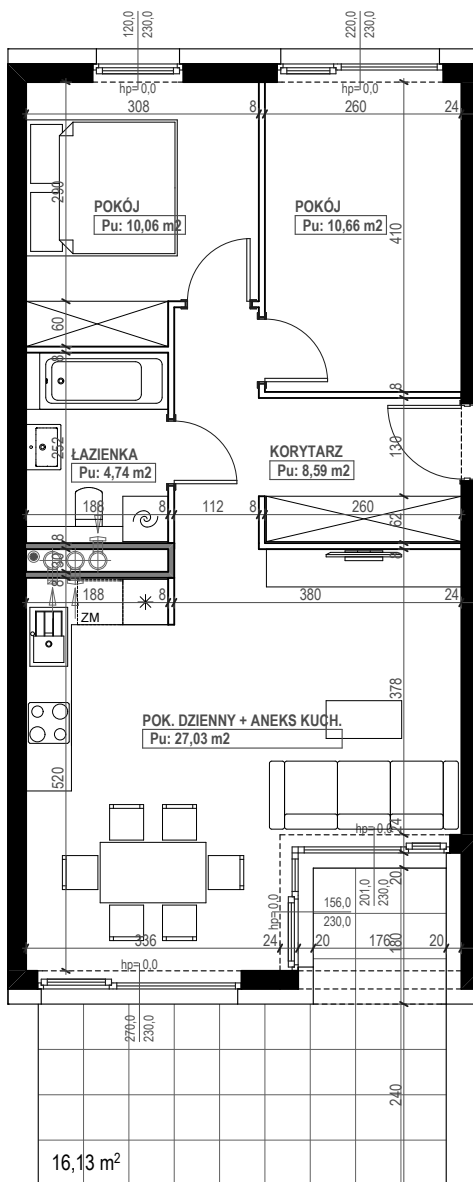 120,0
230,0
220,0
230,0
hp= 0,0
hp= 0,0
308
8
260
24
290
POKÓJ
Pu: 10,06 m2
POKÓJ
Pu: 10,66 m2
410
60
8
8
252
ŁAZIENKA
Pu: 4,74 m2
KORYTARZ
Pu: 8,59 m2
130
188
8
112
8
260
62
8
8
188
8
380
24
ZM
378
POK. DZIENNY + ANEKS KUCH.
Pu: 27,03 m2
520
74
hp= 0,0
20
hp= 0,0
156,0
230,0
201,0
230,0
336
24
20
176
20
180
hp= 0,0
270,0
230,0
240
16,13 m²